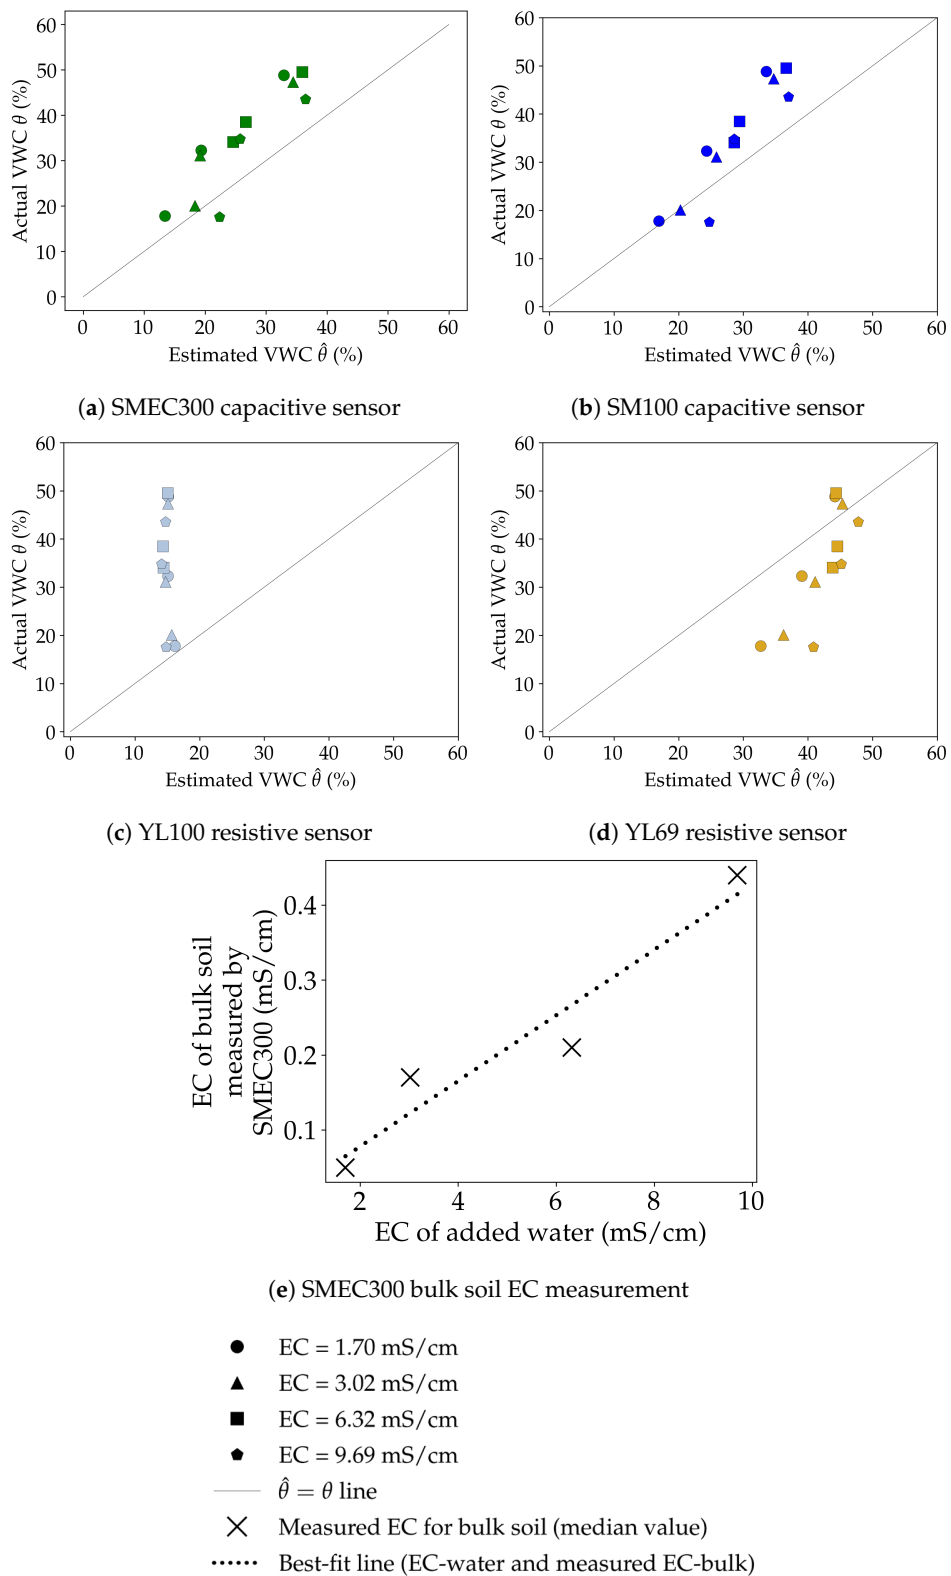 60
50
40
30
20
10
0
Actual VWC θ (%)
0 10 20 30 40 50 60
Estimated VWC θ̂ (%)
(a) SMEC300 capacitive sensor
60
50
40
30
20
10
0
Actual VWC θ (%)
0 10 20 30 40 50 60
Estimated VWC θ̂ (%)
(b) SM100 capacitive sensor
60
50
40
30
20
10
0
Actual VWC θ (%)
0 10 20 30 40 50 60
Estimated VWC θ̂ (%)
(c) YL100 resistive sensor
60
50
40
30
20
10
0
Actual VWC θ (%)
0 10 20 30 40 50 60
Estimated VWC θ̂ (%)
(d) YL69 resistive sensor
EC of bulk soil
measured by
SMEC300 (mS/cm)
0.4
0.3
0.2
0.1
2 4 6 8 10
EC of added water (mS/cm)
(e) SMEC300 bulk soil EC measurement
EC = 1.70 mS/cm
EC = 3.02 mS/cm
EC = 6.32 mS/cm
EC = 9.69 mS/cm
θ̂ = θ line
Measured EC for bulk soil (median value)
Best-fit line (EC-water and measured EC-bulk)